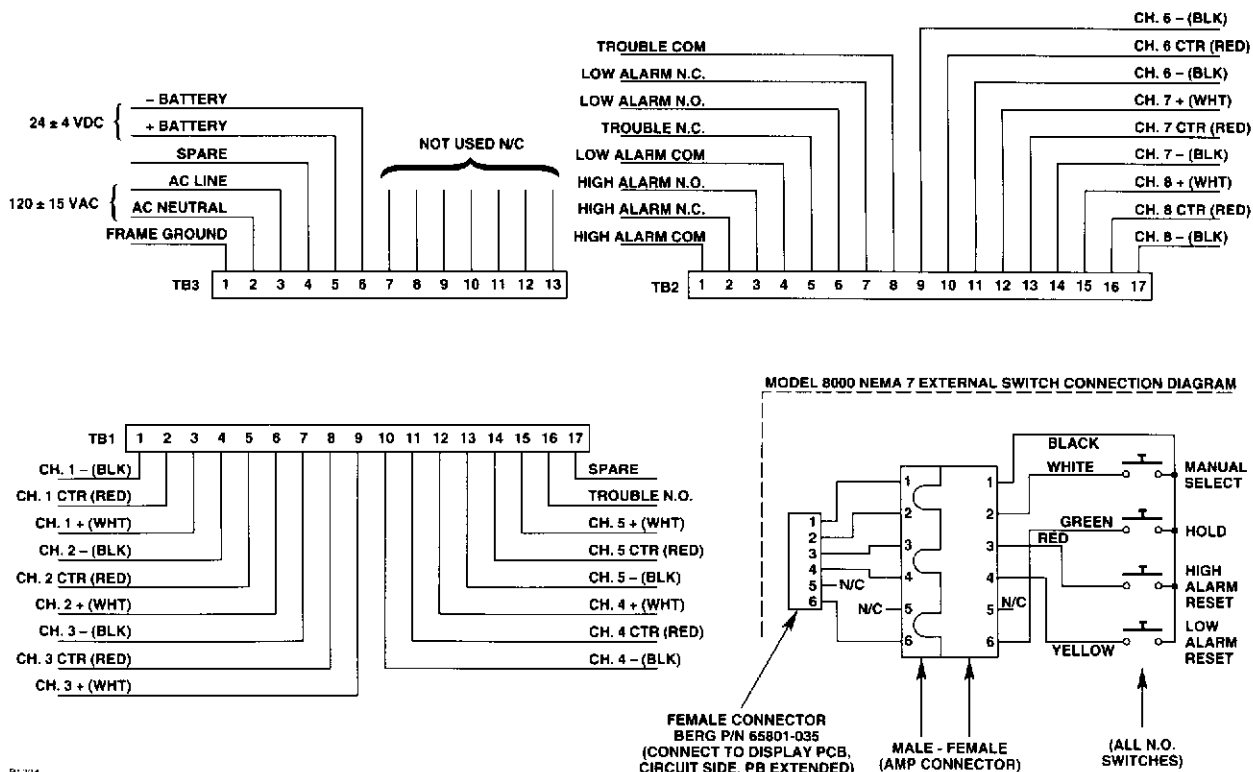 − BATTERY
24 ± 4 VDC
+ BATTERY
SPARE
AC LINE
120 ± 15 VAC
AC NEUTRAL
FRAME GROUND
NOT USED N/C
TB3 1 2 3 4 5 6 7 8 9 10 11 12 13
TROUBLE COM
LOW ALARM N.C.
LOW ALARM N.O.
TROUBLE N.C.
LOW ALARM COM
HIGH ALARM N.O.
HIGH ALARM N.C.
HIGH ALARM COM
CH. 6 − (BLK)
CH. 6 CTR (RED)
CH. 6 − (BLK)
CH. 7 + (WHT)
CH. 7 CTR (RED)
CH. 7 − (BLK)
CH. 8 + (WHT)
CH. 8 CTR (RED)
CH. 8 − (BLK)
TB2 1 2 3 4 5 6 7 8 9 10 11 12 13 14 15 16 17
TB1 1 2 3 4 5 6 7 8 9 10 11 12 13 14 15 16 17
CH. 1 − (BLK)
CH. 1 CTR (RED)
CH. 1 + (WHT)
CH. 2 − (BLK)
CH. 2 CTR (RED)
CH. 2 + (WHT)
CH. 3 − (BLK)
CH. 3 CTR (RED)
CH. 3 + (WHT)
SPARE
TROUBLE N.O.
CH. 5 + (WHT)
CH. 5 CTR (RED)
CH. 5 − (BLK)
CH. 4 + (WHT)
CH. 4 CTR (RED)
CH. 4 − (BLK)
MODEL 8000 NEMA 7 EXTERNAL SWITCH CONNECTION DIAGRAM
1
2
3
4
5
6
N/C
N/C
1
2
3
4
5
6
1
2
3
4
5
6
N/C
BLACK
WHITE
GREEN
RED
YELLOW
MANUAL
SELECT
HOLD
HIGH
ALARM
RESET
LOW
ALARM
RESET
FEMALE CONNECTOR
BERG P/N 65801-035
(CONNECT TO DISPLAY PCB,
CIRCUIT SIDE, PB EXTENDED)
MALE - FEMALE
(AMP CONNECTOR)
(ALL N.O.
SWITCHES)